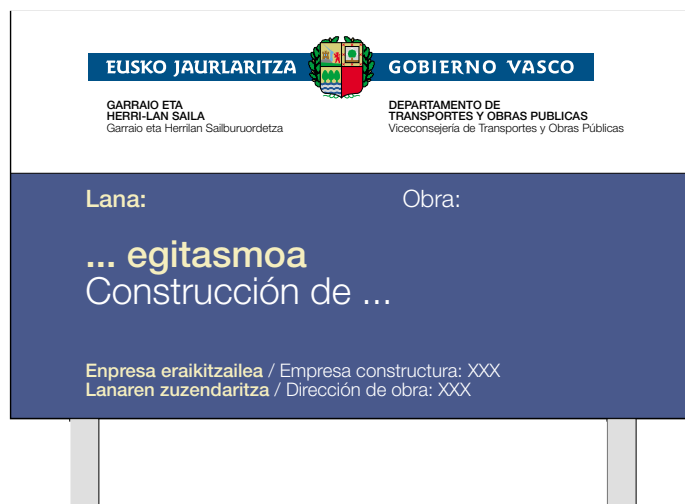 EUSKO JAURLARITZA GOBIERNO VASCO
GARRAIO ETA
HERRI-LAN SAILA
Garraio eta Herrilan Sailburuordetza
DEPARTAMENTO DE
TRANSPORTES Y OBRAS PUBLICAS
Viceconsejería de Transportes y Obras Públicas
Lana: Obra:
... egitasmoa
Construcción de ...
Enpresa eraikitzailea / Empresa constructura: XXX
Lanaren zuzendaritza / Dirección de obra: XXX